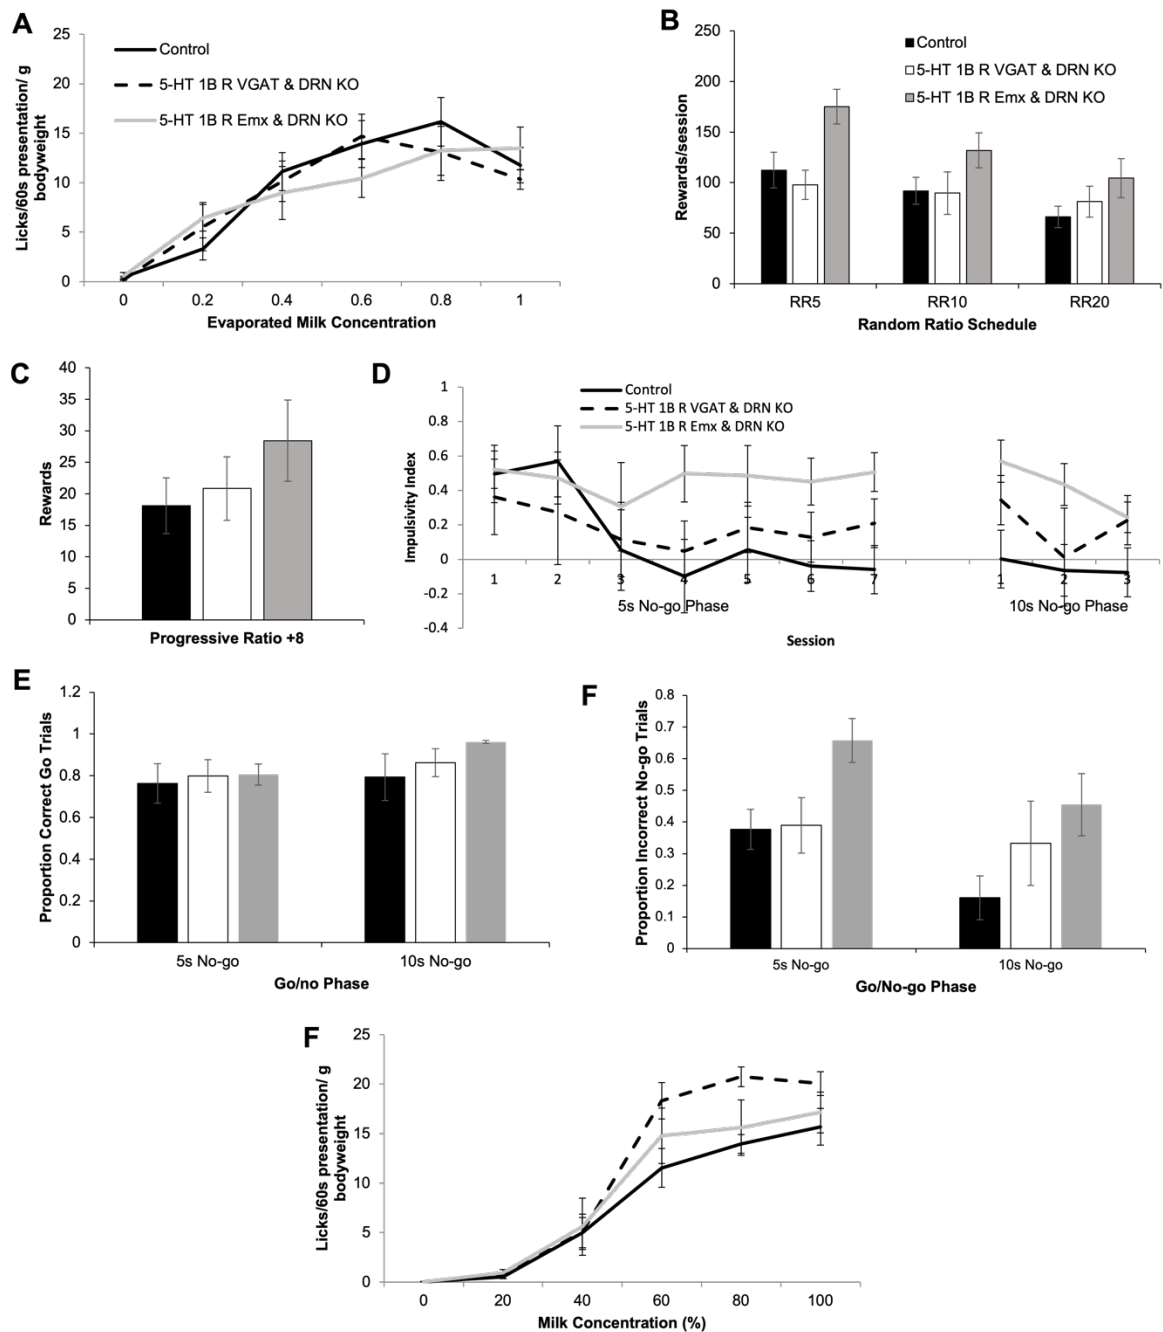 A
25
20
15
10
5
0
Licks/60s presentation/ g
bodyweight
Control
5-HT 1B R VGAT & DRN KO
5-HT 1B R Emx & DRN KO
0 0.2 0.4 0.6 0.8 1
Evaporated Milk Concentration
B
250
200
150
100
50
0
Rewards/session
Control
5-HT 1B R VGAT & DRN KO
5-HT 1B R Emx & DRN KO
RR5 RR10 RR20
Random Ratio Schedule
C
40
35
30
25
20
15
10
5
0
Rewards
Progressive Ratio +8
D
1
0.8
0.6
0.4
0.2
0
-0.2
-0.4
Impulsivity Index
Control
5-HT 1B R VGAT & DRN KO
5-HT 1B R Emx & DRN KO
1 2 3 4 5 6 7 1 2 3
5s No-go Phase 10s No-go Phase
Session
E
1.2
1
0.8
0.6
0.4
0.2
0
Proportion Correct Go Trials
5s No-go 10s No-go
Go/no Phase
F
0.8
0.7
0.6
0.5
0.4
0.3
0.2
0.1
0
Proportion Incorrect No-go Trials
5s No-go 10s No-go
Go/No-go Phase
F
25
20
15
10
5
0
Licks/60s presentation/ g
bodyweight
0 20 40 60 80 100
Milk Concentration (%)